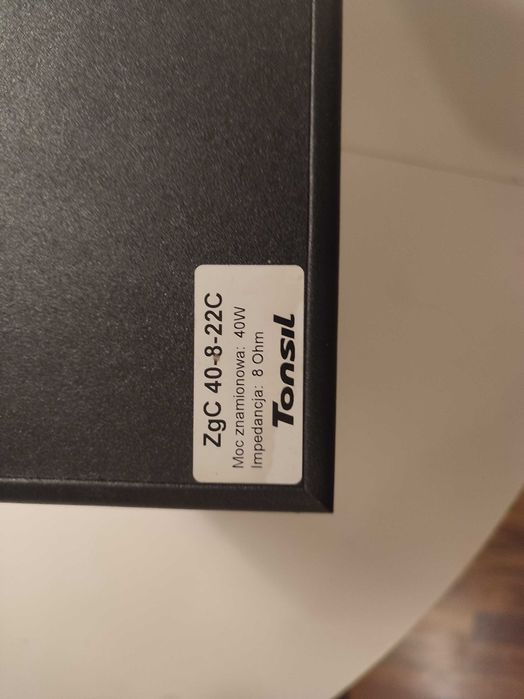 ZgC 40-8-22C
Moc znamionowa: 40W
Impedancja: 8 Ohm
Tonsil